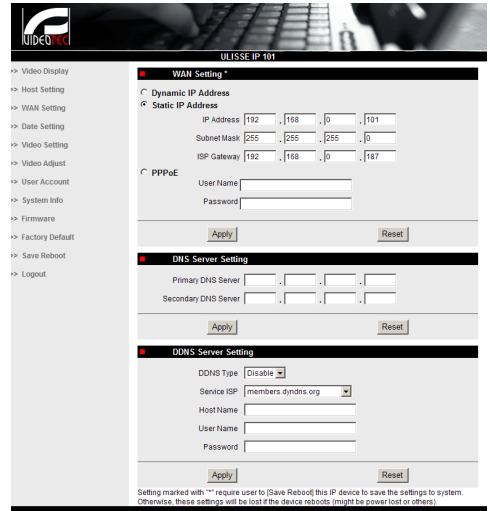 VIDEOTEC
ULISSE IP 101
>> Video Display
>> Host Setting
>> WAN Setting
>> Date Setting
>> Video Setting
>> Video Adjust
>> User Account
>> System Info
>> Firmware
>> Factory Default
>> Save Reboot
>> Logout
WAN Setting *
Dynamic IP Address
Static IP Address
IP Address 192 . 168 . 0 . 101
Subnet Mask 255 . 255 . 255 . 0
ISP Gateway 192 . 168 . 0 . 187
PPPoE
User Name
Password
Apply Reset
DNS Server Setting
Primary DNS Server . . .
Secondary DNS Server . . .
Apply Reset
DDNS Server Setting
DDNS Type Disable
Service ISP members.dyndns.org
Host Name
User Name
Password
Apply Reset
Setting marked with "*" require user to [Save Reboot] this IP device to save the settings to system.
Otherwise, these settings will be lost if the device reboots (might be power lost or others).